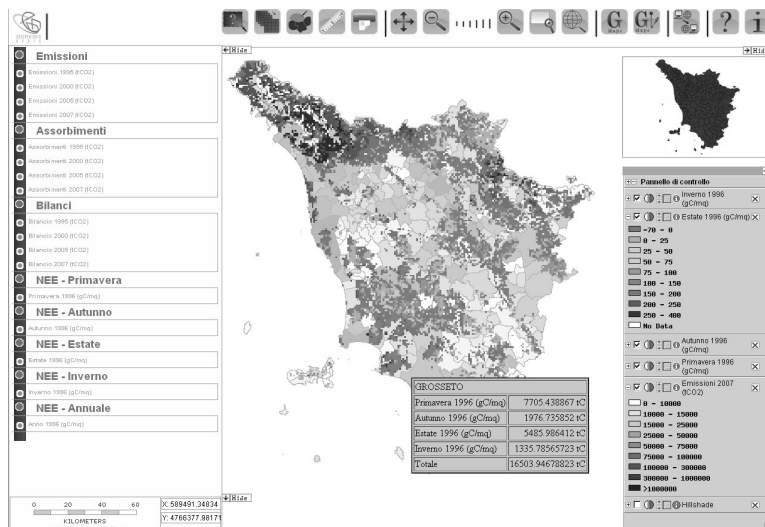 Hide
Hide
Emissioni
Emissioni 1995 (tCO2)
Emissioni 2000 (tCO2)
Emissioni 2005 (tCO2)
Emissioni 2007 (tCO2)
Assorbimenti
Assorbimenti 1995 (tCO2)
Assorbimenti 2000 (tCO2)
Assorbimenti 2005 (tCO2)
Assorbimenti 2007 (tCO2)
Bilanci
Bilancio 1995 (tCO2)
Bilancio 2000 (tCO2)
Bilancio 2005 (tCO2)
Bilancio 2007 (tCO2)
NEE - Primavera
Primavera 1996 (gC/mq)
NEE - Autunno
Autunno 1996 (gC/mq)
NEE - Estate
Estate 1996 (gC/mq)
NEE - Inverno
Inverno 1996 (gC/mq)
NEE - Annuale
Anno 1996 (gC/mq)
0 20 40 60
KILOMETERS
X: 589491.34834
Y: 4766377.98171
Hide
GROSSETO
Primavera 1996 (gC/mq) 7705.438867 tC
Autunno 1996 (gC/mq) 1976.735852 tC
Estate 1996 (gC/mq) 5485.986412 tC
Inverno 1996 (gC/mq) 1335.78565723 tC
Totale 16503.94678823 tC
Pannello di controllo
Inverno 1996 (gC/mq)
Estate 1996 (gC/mq)
-70 - 0
0 - 25
25 - 50
50 - 75
75 - 100
100 - 150
150 - 200
200 - 250
250 - 400
No Data
Autunno 1996 (gC/mq)
Primavera 1996 (gC/mq)
Emissioni 2007 (tCO2)
0 - 10000
10000 - 15000
15000 - 25000
25000 - 50000
50000 - 75000
75000 - 100000
100000 - 300000
300000 - 1000000
>1000000
Hillshade